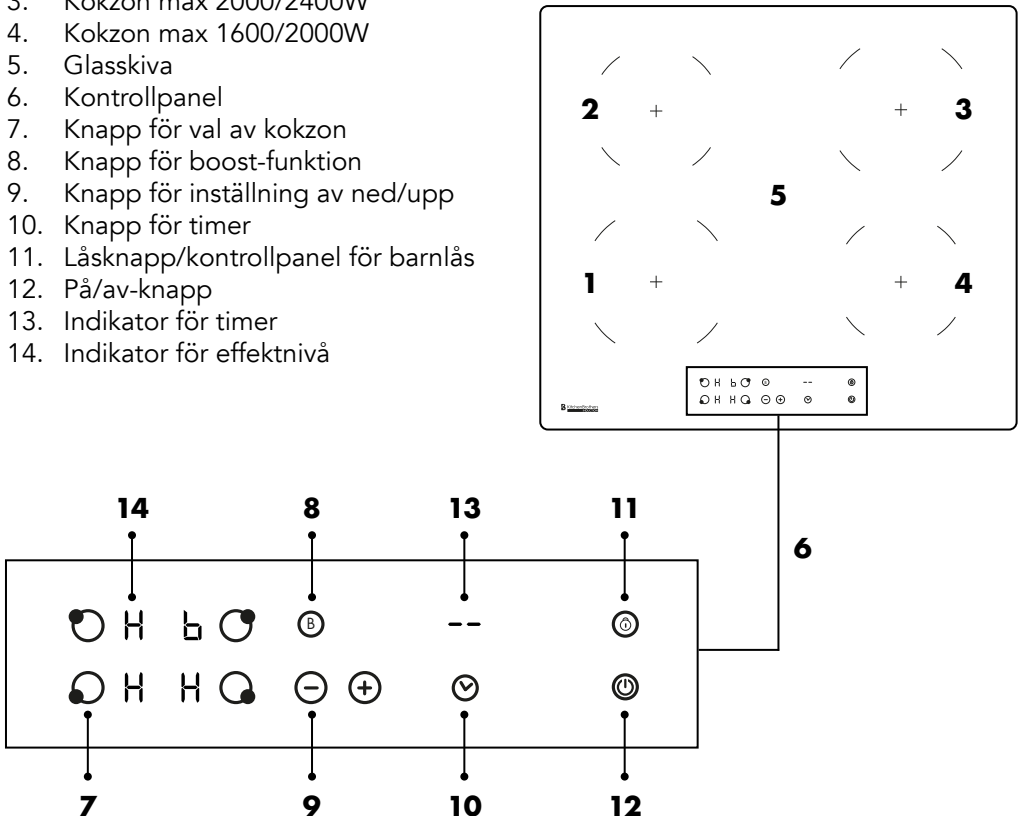 3. Kokzon max 2000/2400W
4. Kokzon max 1600/2000W
5. Glasskiva
6. Kontrollpanel
7. Knapp för val av kokzon
8. Knapp för boost-funktion
9. Knapp för inställning av ned/upp
10. Knapp för timer
11. Låsknapp/kontrollpanel för barnlås
12. På/av-knapp
13. Indikator för timer
14. Indikator för effektnivå
2 3
5
1 4
H b B --
H H
6
14 8 13 11
H b B --
H H − +
7 9 10 12